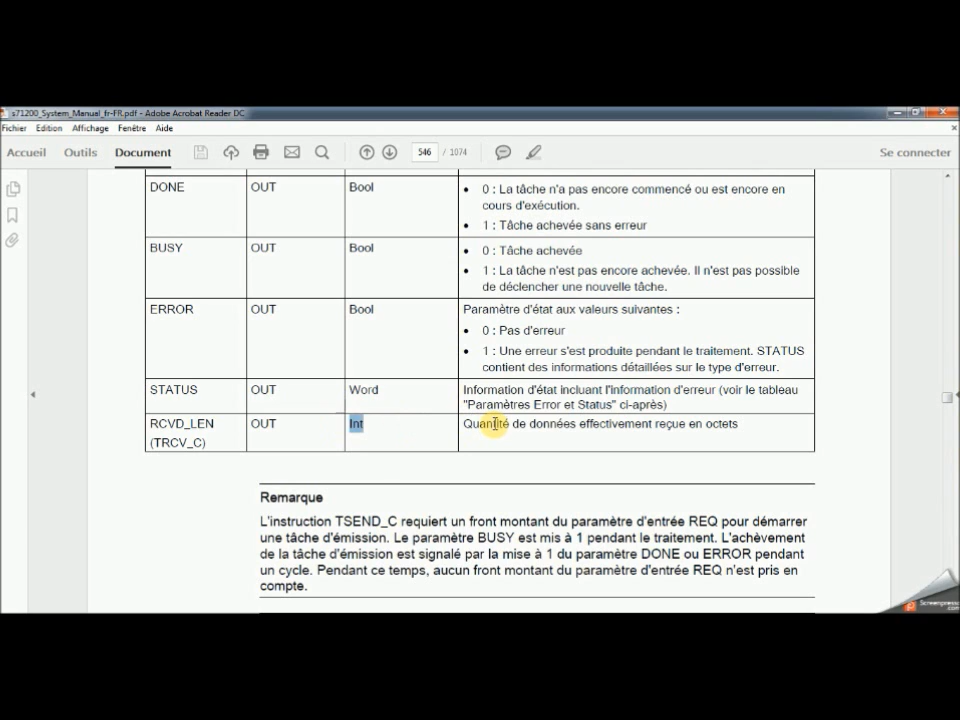 s71200_System_Manual_fr-FR.pdf - Adobe Acrobat Reader DC
Fichier Edition Affichage Fenêtre Aide
Accueil Outils Document 546 / 1074 Se connecter
DONE OUT Bool • 0 : La tâche n'a pas encore commencé ou est encore en
cours d'exécution.
• 1 : Tâche achevée sans erreur
BUSY OUT Bool • 0 : Tâche achevée
• 1 : La tâche n'est pas encore achevée. Il n'est pas possible
de déclencher une nouvelle tâche.
ERROR OUT Bool Paramètre d'état aux valeurs suivantes :
• 0 : Pas d'erreur
• 1 : Une erreur s'est produite pendant le traitement. STATUS
contient des informations détaillées sur le type d'erreur.
STATUS OUT Word Information d'état incluant l'information d'erreur (voir le tableau
"Paramètres Error et Status" ci-après)
RCVD_LEN OUT Int Quantité de données effectivement reçue en octets
(TRCV_C)
Remarque
L'instruction TSEND_C requiert un front montant du paramètre d'entrée REQ pour démarrer
une tâche d'émission. Le paramètre BUSY est mis à 1 pendant le traitement. L'achèvement
de la tâche d'émission est signalé par la mise à 1 du paramètre DONE ou ERROR pendant
un cycle. Pendant ce temps, aucun front montant du paramètre d'entrée REQ n'est pris en
compte.